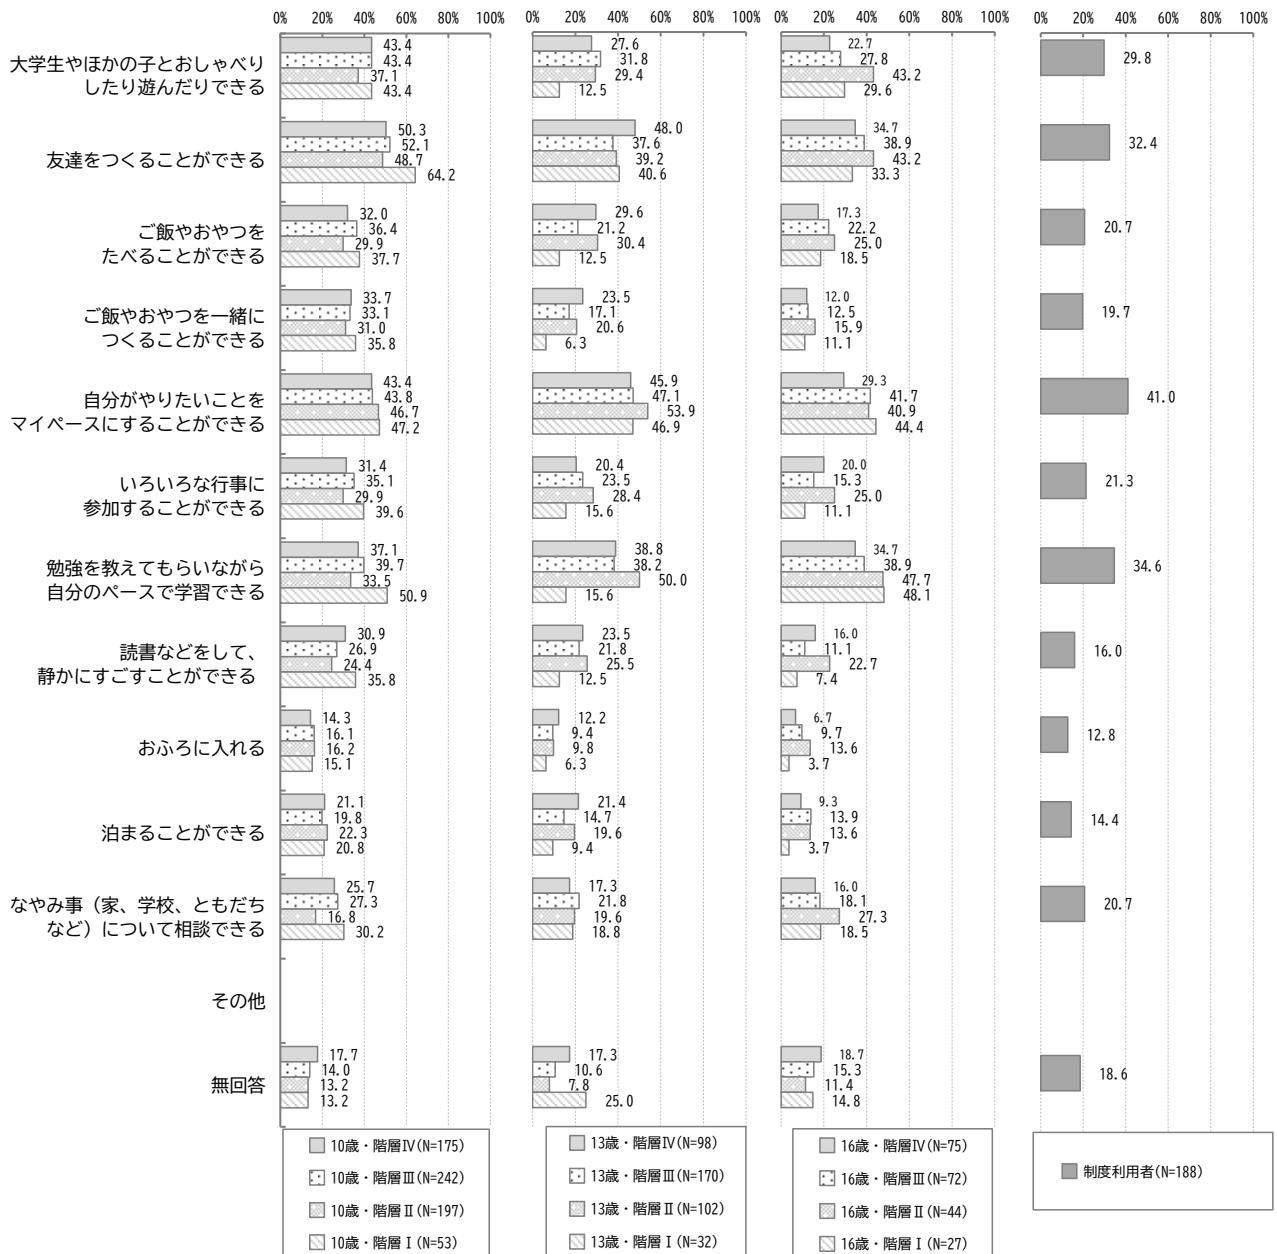 0% 20% 40% 60% 80% 100% 0% 20% 40% 60% 80% 100% 0% 20% 40% 60% 80% 100% 0% 20% 40% 60% 80% 100%
大学生やほかの子とおしゃべり
したり遊んだりできる
43.4 27.6 22.7 29.8
43.4 31.8 27.8
37.1 29.4 43.2
43.4 12.5 29.6
友達をつくることができる
50.3 48.0 34.7 32.4
52.1 37.6 38.9
48.7 39.2 43.2
64.2 40.6 33.3
ご飯やおやつを
たべることができる
32.0 29.6 17.3 20.7
36.4 21.2 22.2
29.9 30.4 25.0
37.7 12.5 18.5
ご飯やおやつを一緒に
つくることができる
33.7 23.5 12.0 19.7
33.1 17.1 12.5
31.0 20.6 15.9
35.8 6.3 11.1
自分がやりたいことを
マイペースにすることができる
43.4 45.9 29.3 41.0
43.8 47.1 41.7
46.7 53.9 40.9
47.2 46.9 44.4
いろいろな行事に
参加することができる
31.4 20.4 20.0 21.3
35.1 23.5 15.3
29.9 28.4 25.0
39.6 15.6 11.1
勉強を教えてもらいながら
自分のペースで学習できる
37.1 38.8 34.7 34.6
39.7 38.2 38.9
33.5 50.0 47.7
50.9 15.6 48.1
読書などをして、
静かにすごすことができる
30.9 23.5 16.0 16.0
26.9 21.8 11.1
24.4 25.5 22.7
35.8 12.5 7.4
おふろに入れる
14.3 12.2 6.7 12.8
16.1 9.4 9.7
16.2 9.8 13.6
15.1 6.3 3.7
泊まることができる
21.1 21.4 9.3 14.4
19.8 14.7 13.9
22.3 19.6 13.6
20.8 9.4 3.7
なやみ事（家、学校、ともだち
など）について相談できる
25.7 17.3 16.0 20.7
27.3 21.8 18.1
16.8 19.6 27.3
30.2 18.8 18.5
その他
無回答
17.7 17.3 18.7 18.6
14.0 10.6 15.3
13.2 7.8 11.4
13.2 25.0 14.8
10歳・階層Ⅳ(N=175)
10歳・階層Ⅲ(N=242)
10歳・階層Ⅱ(N=197)
10歳・階層Ⅰ(N=53)
13歳・階層Ⅳ(N=98)
13歳・階層Ⅲ(N=170)
13歳・階層Ⅱ(N=102)
13歳・階層Ⅰ(N=32)
16歳・階層Ⅳ(N=75)
16歳・階層Ⅲ(N=72)
16歳・階層Ⅱ(N=44)
16歳・階層Ⅰ(N=27)
制度利用者(N=188)